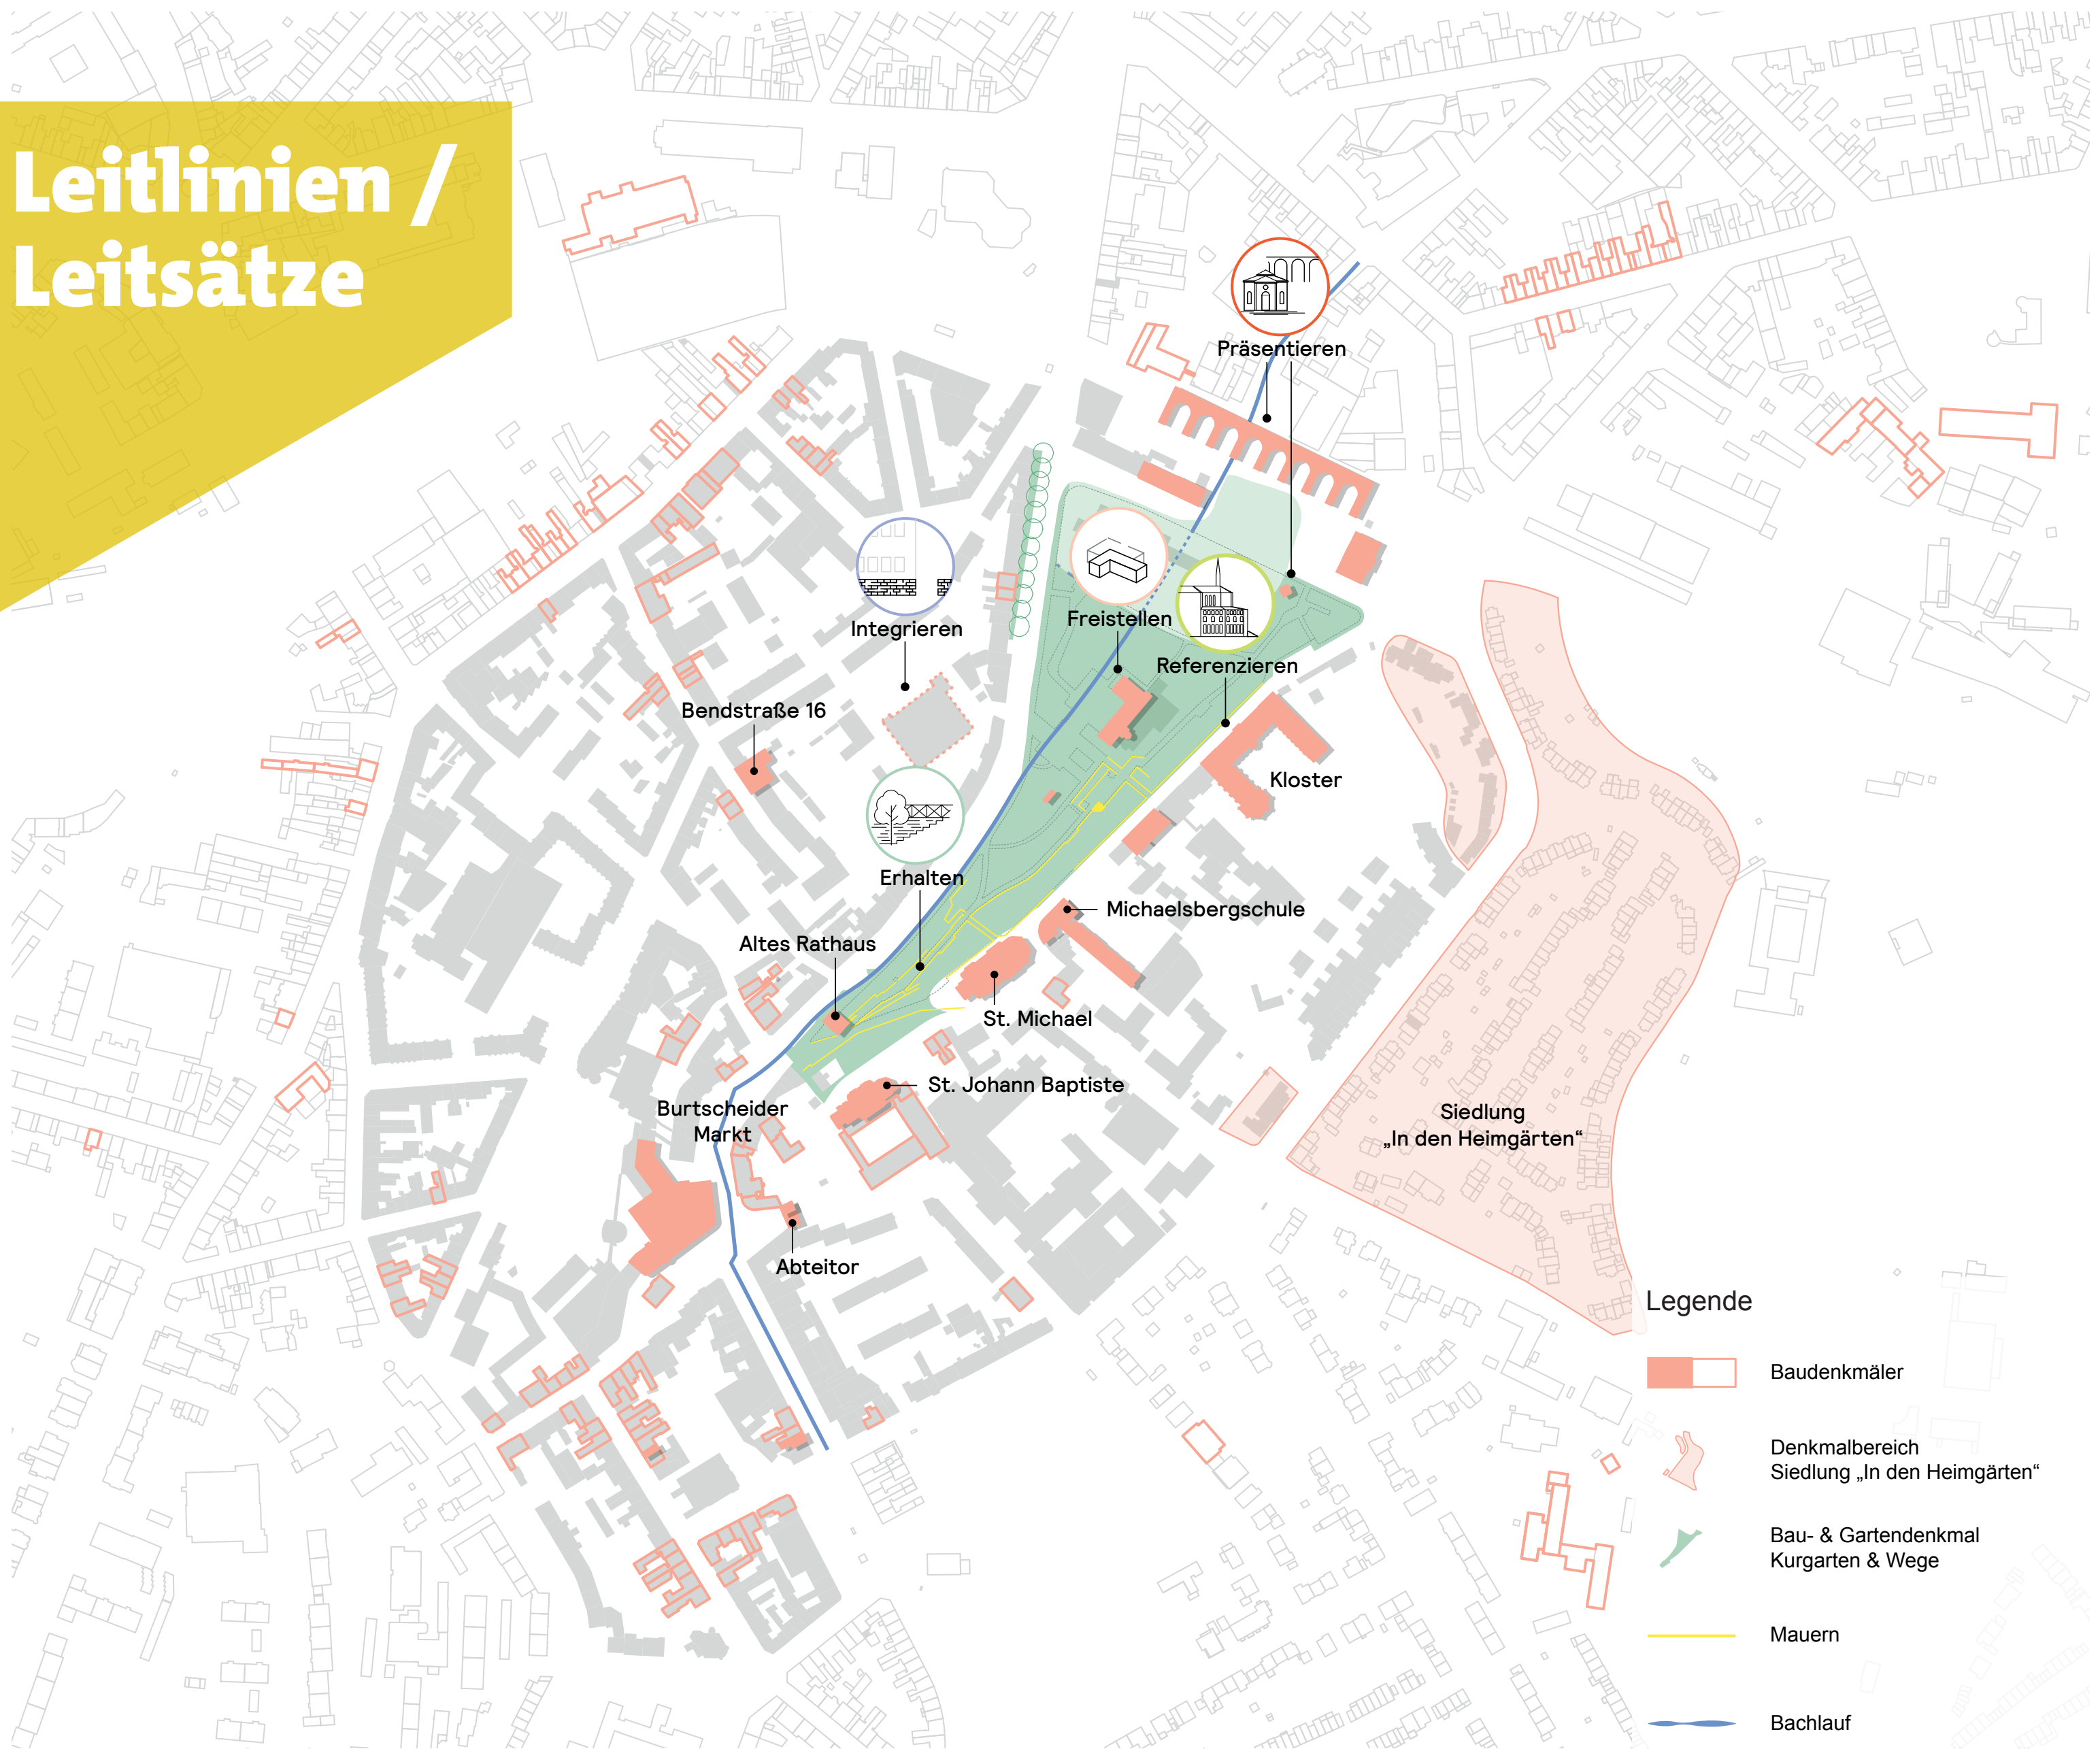 Leitlinien /
Leitsätze
Präsentieren
Integrieren
Freistellen
Referenzieren
Bendstraße 16
Kloster
Erhalten
Michaelsbergschule
Altes Rathaus
St. Michael
St. Johann Baptiste
Burtscheider
Markt
Siedlung
„In den Heimgärten“
Abteitor
Legende
Baudenkmäler
Denkmalbereich
Siedlung „In den Heimgärten“
Bau- & Gartendenkmal
Kurgarten & Wege
Mauern
Bachlauf